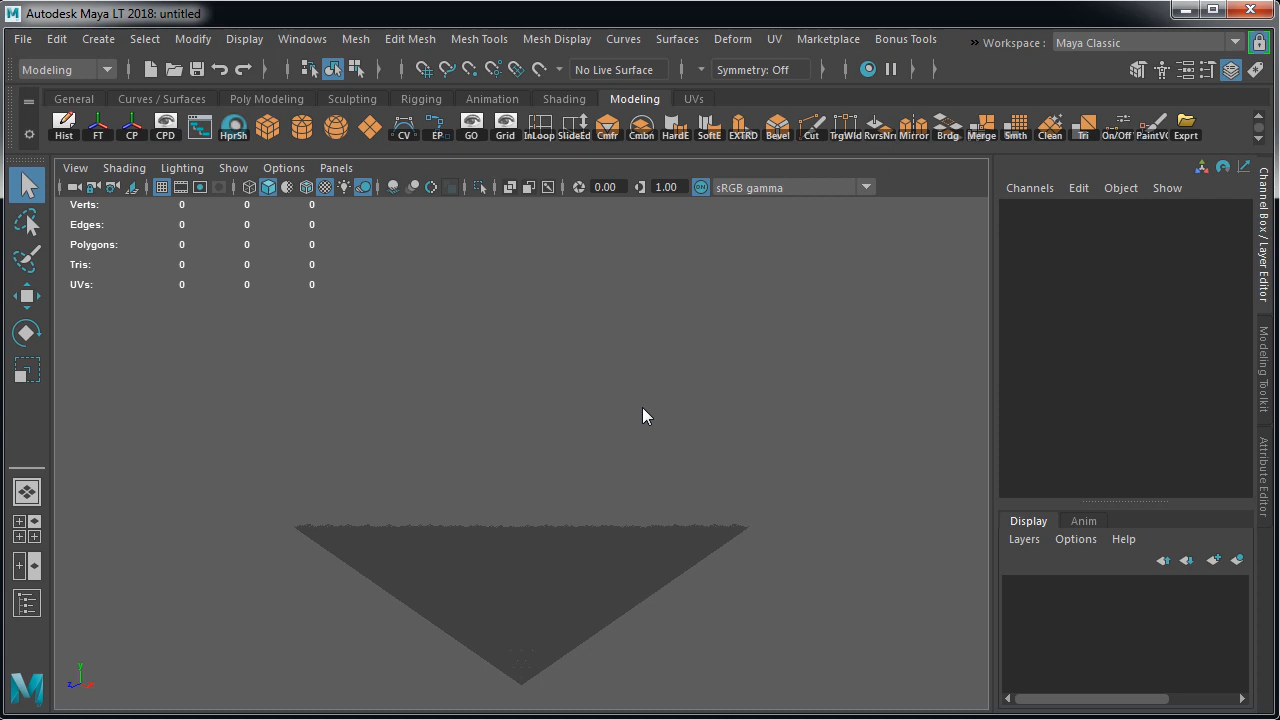 Autodesk Maya LT 2018: untitled
File Edit Create Select Modify Display Windows Mesh Edit Mesh Mesh Tools Mesh Display Curves Surfaces Deform UV Marketplace Bonus Tools » Workspace : Maya Classic
Modeling No Live Surface Symmetry: Off
General Curves / Surfaces Poly Modeling Sculpting Rigging Animation Shading Modeling UVs
Hist FT CP CPD HprSh CV EP GO Grid InLoop SlideEd Cmfr Cmbn HardE SoftE EXTRD Bevel Cut TrgWld RvrsNr Mirror Brdg Merge Smth Clean Tri On/Off PaintVC Exprt
View Shading Lighting Show Options Panels
0.00 1.00 ON sRGB gamma
Verts: 0 0 0
Edges: 0 0 0
Polygons: 0 0 0
Tris: 0 0 0
UVs: 0 0 0
y
z x
Channels Edit Object Show
Display Anim
Layers Options Help
Channel Box / Layer Editor
Modeling Toolkit
Attribute Editor